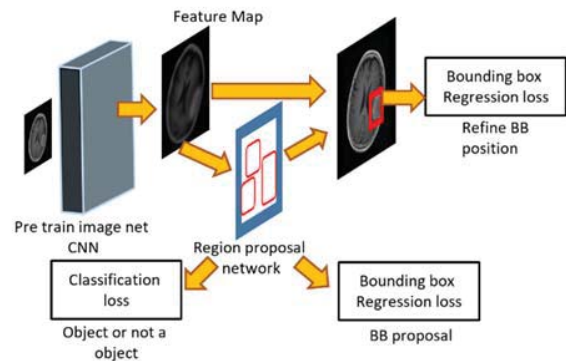 Feature Map
Bounding box
Regression loss
Refine BB
position
Pre train image net
CNN
Region proposal
network
Classification
loss
Object or not a
object
Bounding box
Regression loss
BB proposal